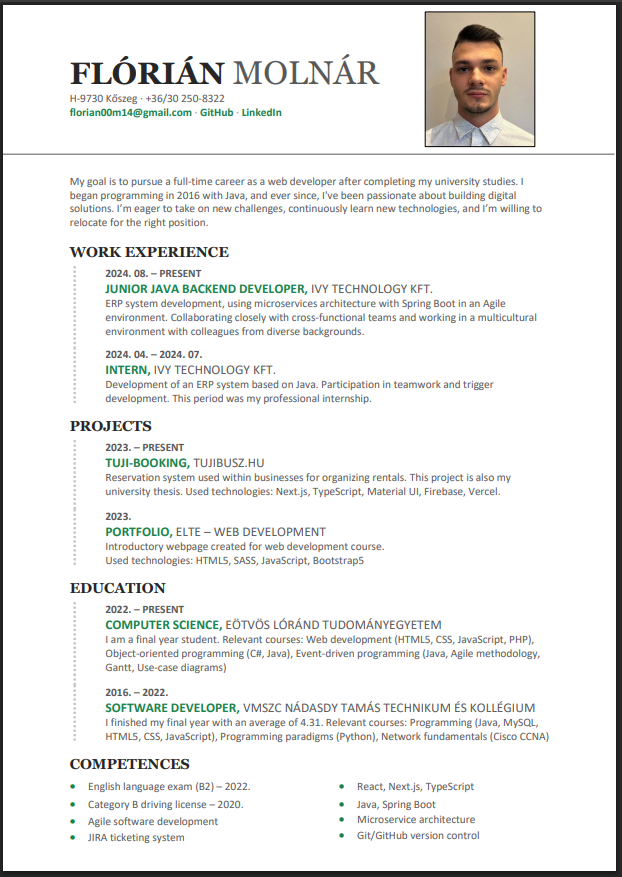 FLÓRIÁN MOLNÁR
H-9730 Kőszeg · +36/30 250-8322
florian00m14@gmail.com · GitHub · LinkedIn
My goal is to pursue a full-time career as a web developer after completing my university studies. I
began programming in 2016 with Java, and ever since, I've been passionate about building digital
solutions. I'm eager to take on new challenges, continuously learn new technologies, and I'm willing to
relocate for the right position.
WORK EXPERIENCE
2024. 08. – PRESENT
JUNIOR JAVA BACKEND DEVELOPER, IVY TECHNOLOGY KFT.
ERP system development, using microservices architecture with Spring Boot in an Agile
environment. Collaborating closely with cross-functional teams and working in a multicultural
environment with colleagues from diverse backgrounds.
2024. 04. – 2024. 07.
INTERN, IVY TECHNOLOGY KFT.
Development of an ERP system based on Java. Participation in teamwork and trigger
development. This period was my professional internship.
PROJECTS
2023. – PRESENT
TUJI-BOOKING, TUJIBUSZ.HU
Reservation system used within businesses for organizing rentals. This project is also my
university thesis. Used technologies: Next.js, TypeScript, Material UI, Firebase, Vercel.
2023.
PORTFOLIO, ELTE – WEB DEVELOPMENT
Introductory webpage created for web development course.
Used technologies: HTML5, SASS, JavaScript, Bootstrap5
EDUCATION
2022. – PRESENT
COMPUTER SCIENCE, EÖTVÖS LÓRÁND TUDOMÁNYEGYETEM
I am a final year student. Relevant courses: Web development (HTML5, CSS, JavaScript, PHP),
Object-oriented programming (C#, Java), Event-driven programming (Java, Agile methodology,
Gantt, Use-case diagrams)
2016. – 2022.
SOFTWARE DEVELOPER, VMSZC NÁDASDY TAMÁS TECHNIKUM ÉS KOLLÉGIUM
I finished my final year with an average of 4.31. Relevant courses: Programming (Java, MySQL,
HTML5, CSS, JavaScript), Programming paradigms (Python), Network fundamentals (Cisco CCNA)
COMPETENCES
• English language exam (B2) – 2022.
• Category B driving license – 2020.
• Agile software development
• JIRA ticketing system
• React, Next.js, TypeScript
• Java, Spring Boot
• Microservice architecture
• Git/GitHub version control